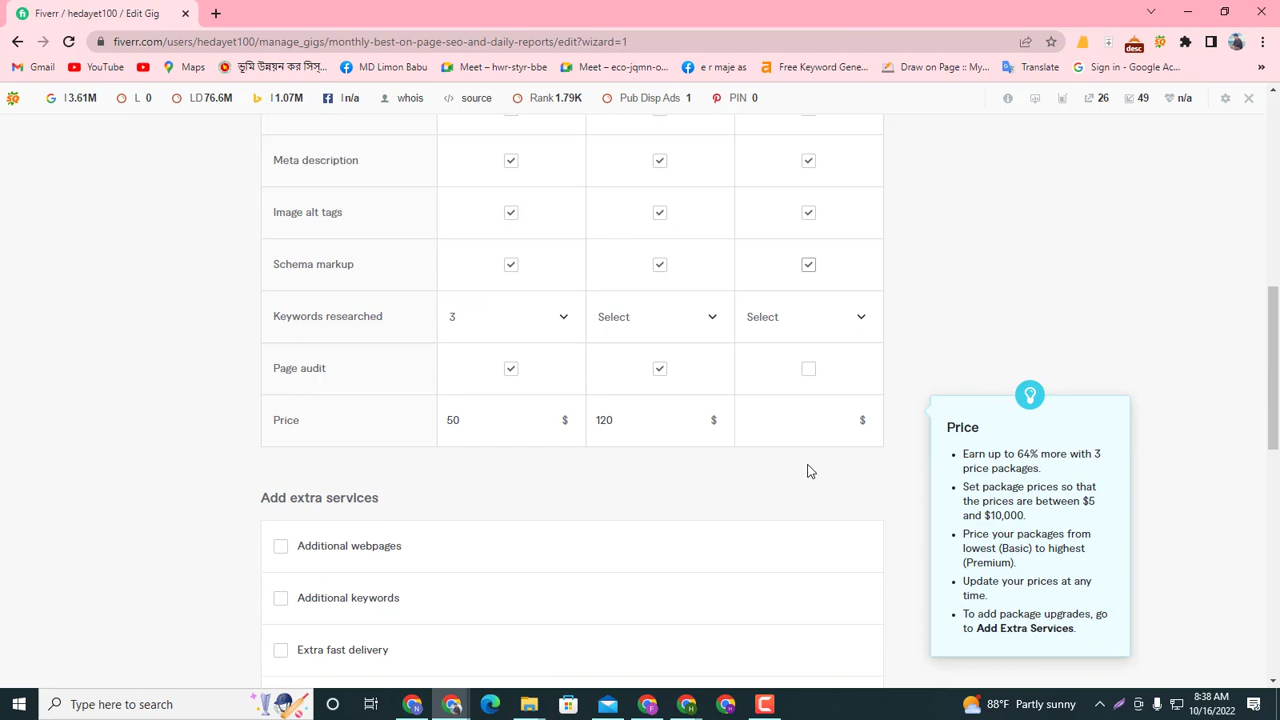 Fiverr / hedayet100 / Edit Gig
fiverr.com/users/hedayet100/manage_gigs/monthly-best-on-page-seo-and-daily-reports/edit?wizard=1
desc
Gmail
YouTube
Maps
ভূমি উন্নয়ন কর সিস্...
MD Limon Babu
Meet – hwr-styr-bbe
Meet – eco-jqmn-o...
e r maje as
Free Keyword Gene...
Draw on Page :: My...
Translate
Sign in - Google Ac...
I 3.61M
L 0
LD 76.6M
I 1.07M
I n/a
whois
source
Rank 1.79K
Pub Disp Ads 1
PIN 0
26
49
n/a
Meta description
Image alt tags
Schema markup
Keywords researched 3 Select Select
Page audit
Price 50 $ 120 $ $
Price
Earn up to 64% more with 3
price packages.
Set package prices so that
the prices are between $5
and $10,000.
Price your packages from
lowest (Basic) to highest
(Premium).
Update your prices at any
time.
To add package upgrades, go
to Add Extra Services.
Add extra services
Additional webpages
Additional keywords
Extra fast delivery
Type here to search
88°F Partly sunny
8:38 AM
10/16/2022